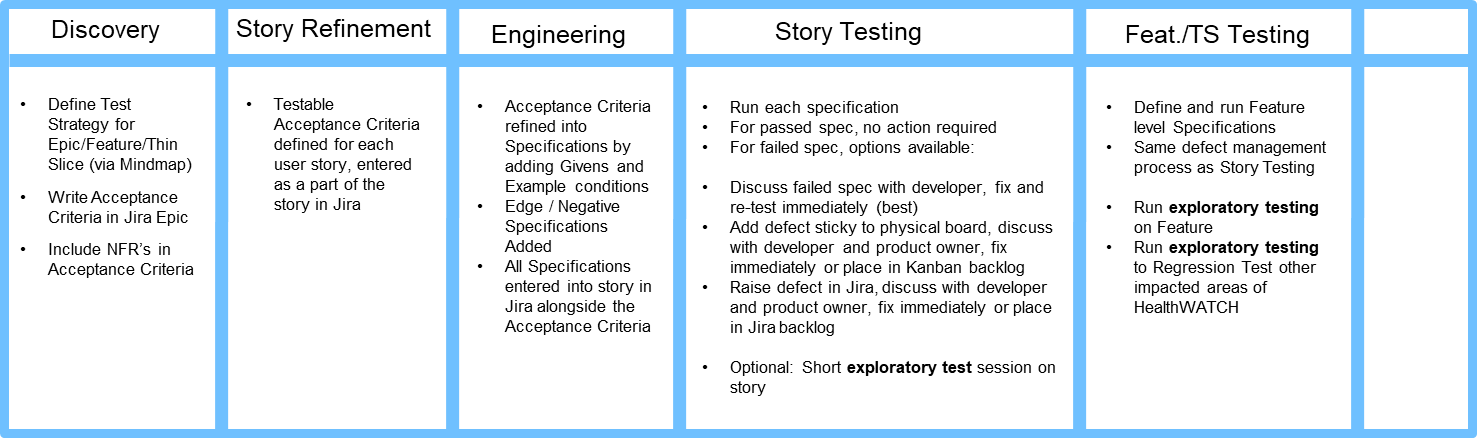 Discovery
Story Refinement
Engineering
Story Testing
Feat./TS Testing
• Define Test
Strategy for
Epic/Feature/Thin
Slice (via Mindmap)
• Write Acceptance
Criteria in Jira Epic
• Include NFR's in
Acceptance Criteria
• Testable
Acceptance Criteria
defined for each
user story, entered
as a part of the
story in Jira
• Acceptance Criteria
refined into
Specifications by
adding Givens and
Example conditions
• Edge / Negative
Specifications
Added
• All Specifications
entered into story in
Jira alongside the
Acceptance Criteria
• Run each specification
• For passed spec, no action required
• For failed spec, options available:
• Discuss failed spec with developer, fix and
re-test immediately (best)
• Add defect sticky to physical board, discuss
with developer and product owner, fix
immediately or place in Kanban backlog
• Raise defect in Jira, discuss with developer
and product owner, fix immediately or place
in Jira backlog
• Optional: Short exploratory test session on
story
• Define and run Feature
level Specifications
• Same defect management
process as Story Testing
• Run exploratory testing
on Feature
• Run exploratory testing
to Regression Test other
impacted areas of
HealthWATCH